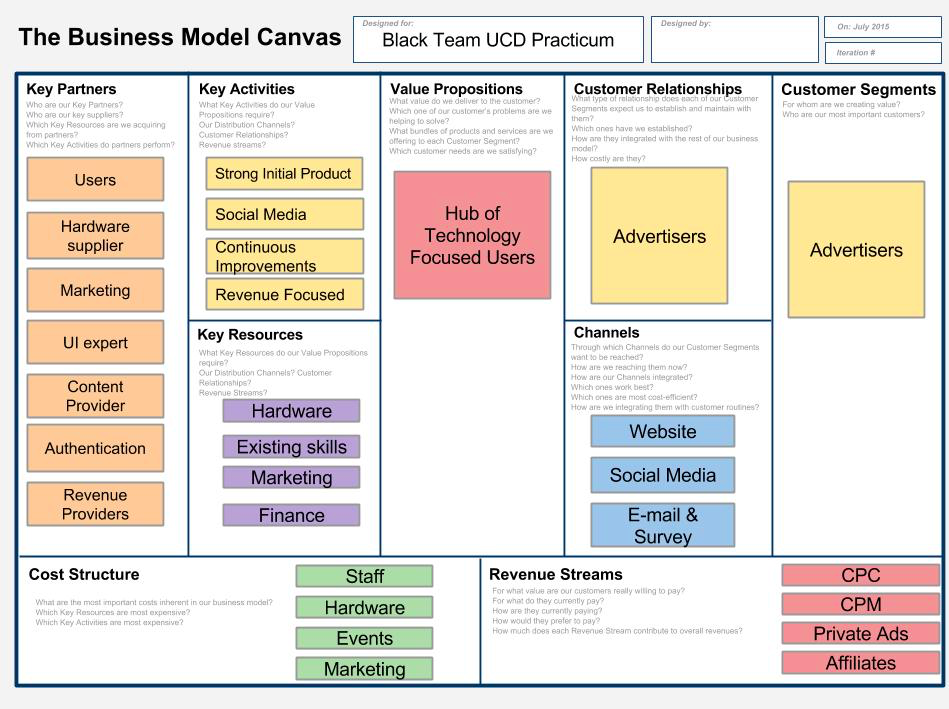 The Business Model Canvas
Designed for:
Black Team UCD Practicum
Designed by:
On: July 2015
Iteration #
Key Partners
Who are our Key Partners?
Who are our key suppliers?
Which Key Resources are we acquiring
from partners?
Which Key Activities do partners perform?
Users
Hardware
supplier
Marketing
UI expert
Content
Provider
Authentication
Revenue
Providers
Key Activities
What Key Activities do our Value
Propositions require?
Our Distribution Channels?
Customer Relationships?
Revenue streams?
Strong Initial Product
Social Media
Continuous
Improvements
Revenue Focused
Key Resources
What Key Resources do our Value Propositions
require?
Our Distribution Channels? Customer
Relationships?
Revenue Streams?
Hardware
Existing skills
Marketing
Finance
Value Propositions
What value do we deliver to the customer?
Which one of our customer's problems are we
helping to solve?
What bundles of products and services are we
offering to each Customer Segment?
Which customer needs are we satisfying?
Hub of
Technology
Focused Users
Customer Relationships
What type of relationship does each of our Customer
Segments expect us to establish and maintain with
them?
Which ones have we established?
How are they integrated with the rest of our business
model?
How costly are they?
Advertisers
Channels
Through which Channels do our Customer Segments
want to be reached?
How are we reaching them now?
How are our Channels integrated?
Which ones work best?
Which ones are most cost-efficient?
How are we integrating them with customer routines?
Website
Social Media
E-mail &
Survey
Customer Segments
For whom are we creating value?
Who are our most important customers?
Advertisers
Cost Structure
What are the most important costs inherent in our business model?
Which Key Resources are most expensive?
Which Key Activities are most expensive?
Staff
Hardware
Events
Marketing
Revenue Streams
For what value are our customers really willing to pay?
For what do they currently pay?
How are they currently paying?
How would they prefer to pay?
How much does each Revenue Stream contribute to overall revenues?
CPC
CPM
Private Ads
Affiliates